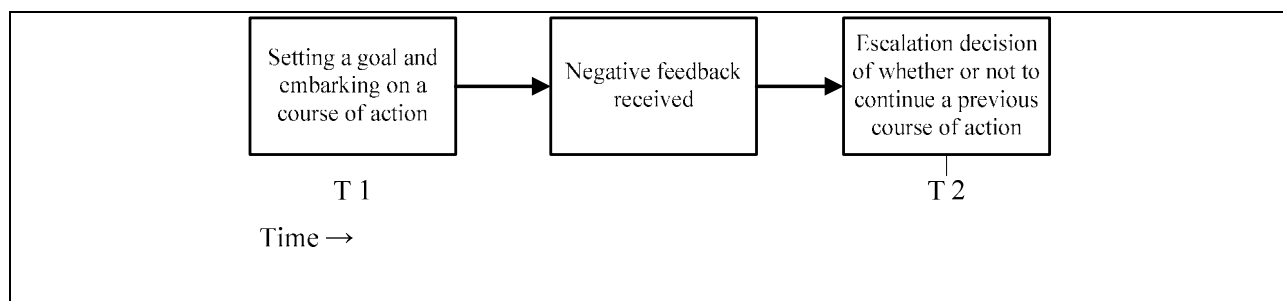 Setting a goal and
embarking on a
course of action
Negative feedback
received
Escalation decision
of whether or not to
continue a previous
course of action
T 1
T 2
Time →